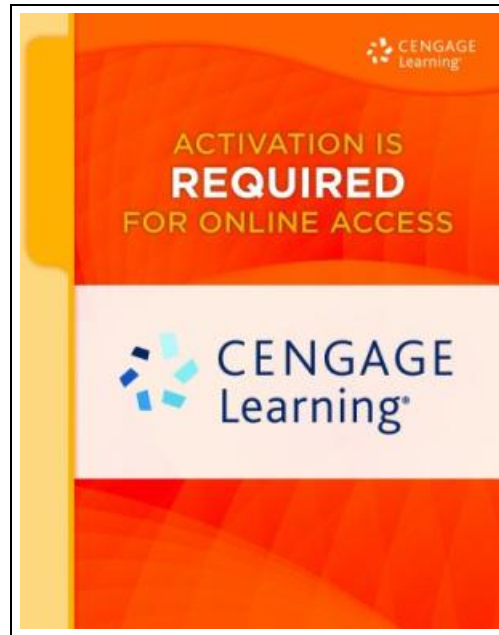 CENGAGE
Learning®
ACTIVATION IS
REQUIRED
FOR ONLINE ACCESS
CENGAGE
Learning®